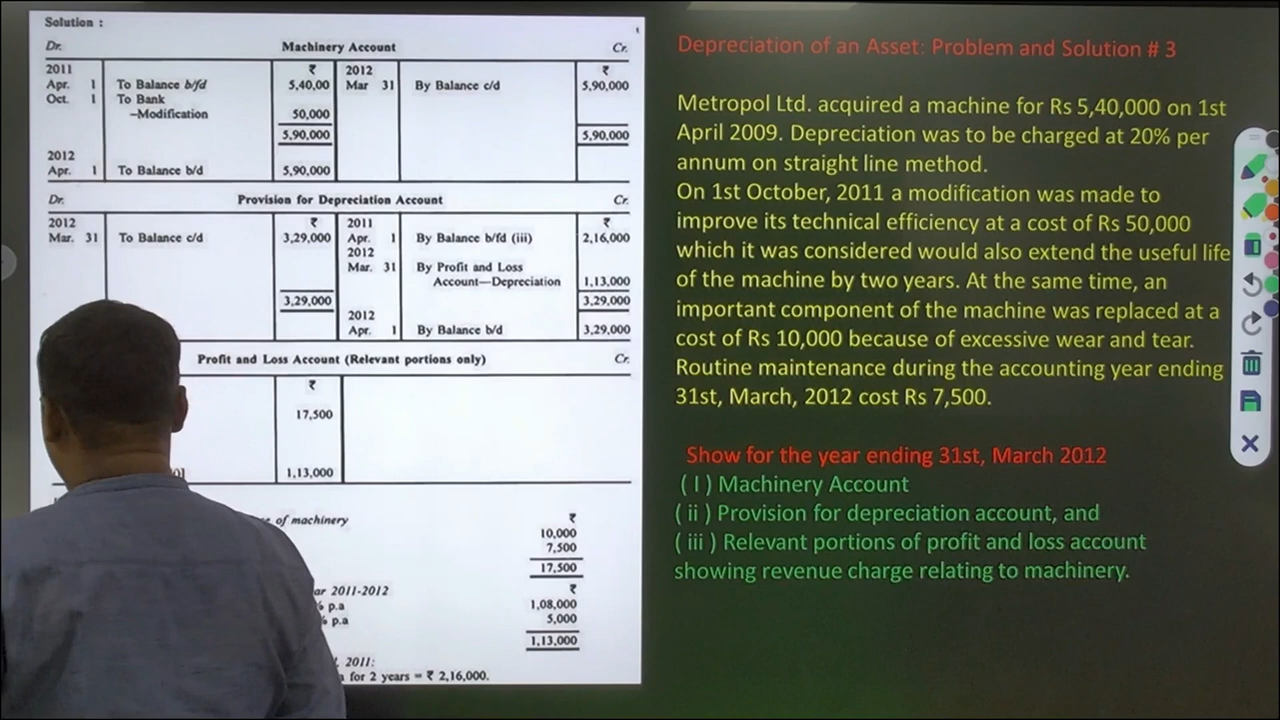 Solution :
Dr. Machinery Account Cr.
2011 ₹ 2012 ₹
Apr. 1 To Balance b/fd 5,40,00 Mar 31 By Balance c/d 5,90,000
Oct. 1 To Bank
—Modification 50,000
5,90,000 5,90,000
2012
Apr. 1 To Balance b/d 5,90,000
Dr. Provision for Depreciation Account Cr.
2012 ₹ 2011 ₹
Mar. 31 To Balance c/d 3,29,000 Apr. 1 By Balance b/fd (iii) 2,16,000
2012
Mar. 31 By Profit and Loss
Account—Depreciation 1,13,000
3,29,000 3,29,000
2012
Apr. 1 By Balance b/d 3,29,000
Profit and Loss Account (Relevant portions only) Cr.
₹
17,500
1,13,000
of machinery ₹
10,000
7,500
17,500
2011-2012 ₹
p.a 1,08,000
p.a 5,000
1,13,000
2011:
for 2 years = ₹ 2,16,000.
Depreciation of an Asset: Problem and Solution # 3
Metropol Ltd. acquired a machine for Rs 5,40,000 on 1st
April 2009. Depreciation was to be charged at 20% per
annum on straight line method.
On 1st October, 2011 a modification was made to
improve its technical efficiency at a cost of Rs 50,000
which it was considered would also extend the useful life
of the machine by two years. At the same time, an
important component of the machine was replaced at a
cost of Rs 10,000 because of excessive wear and tear.
Routine maintenance during the accounting year ending
31st, March, 2012 cost Rs 7,500.
Show for the year ending 31st, March 2012
( I ) Machinery Account
( ii ) Provision for depreciation account, and
( iii ) Relevant portions of profit and loss account
showing revenue charge relating to machinery.